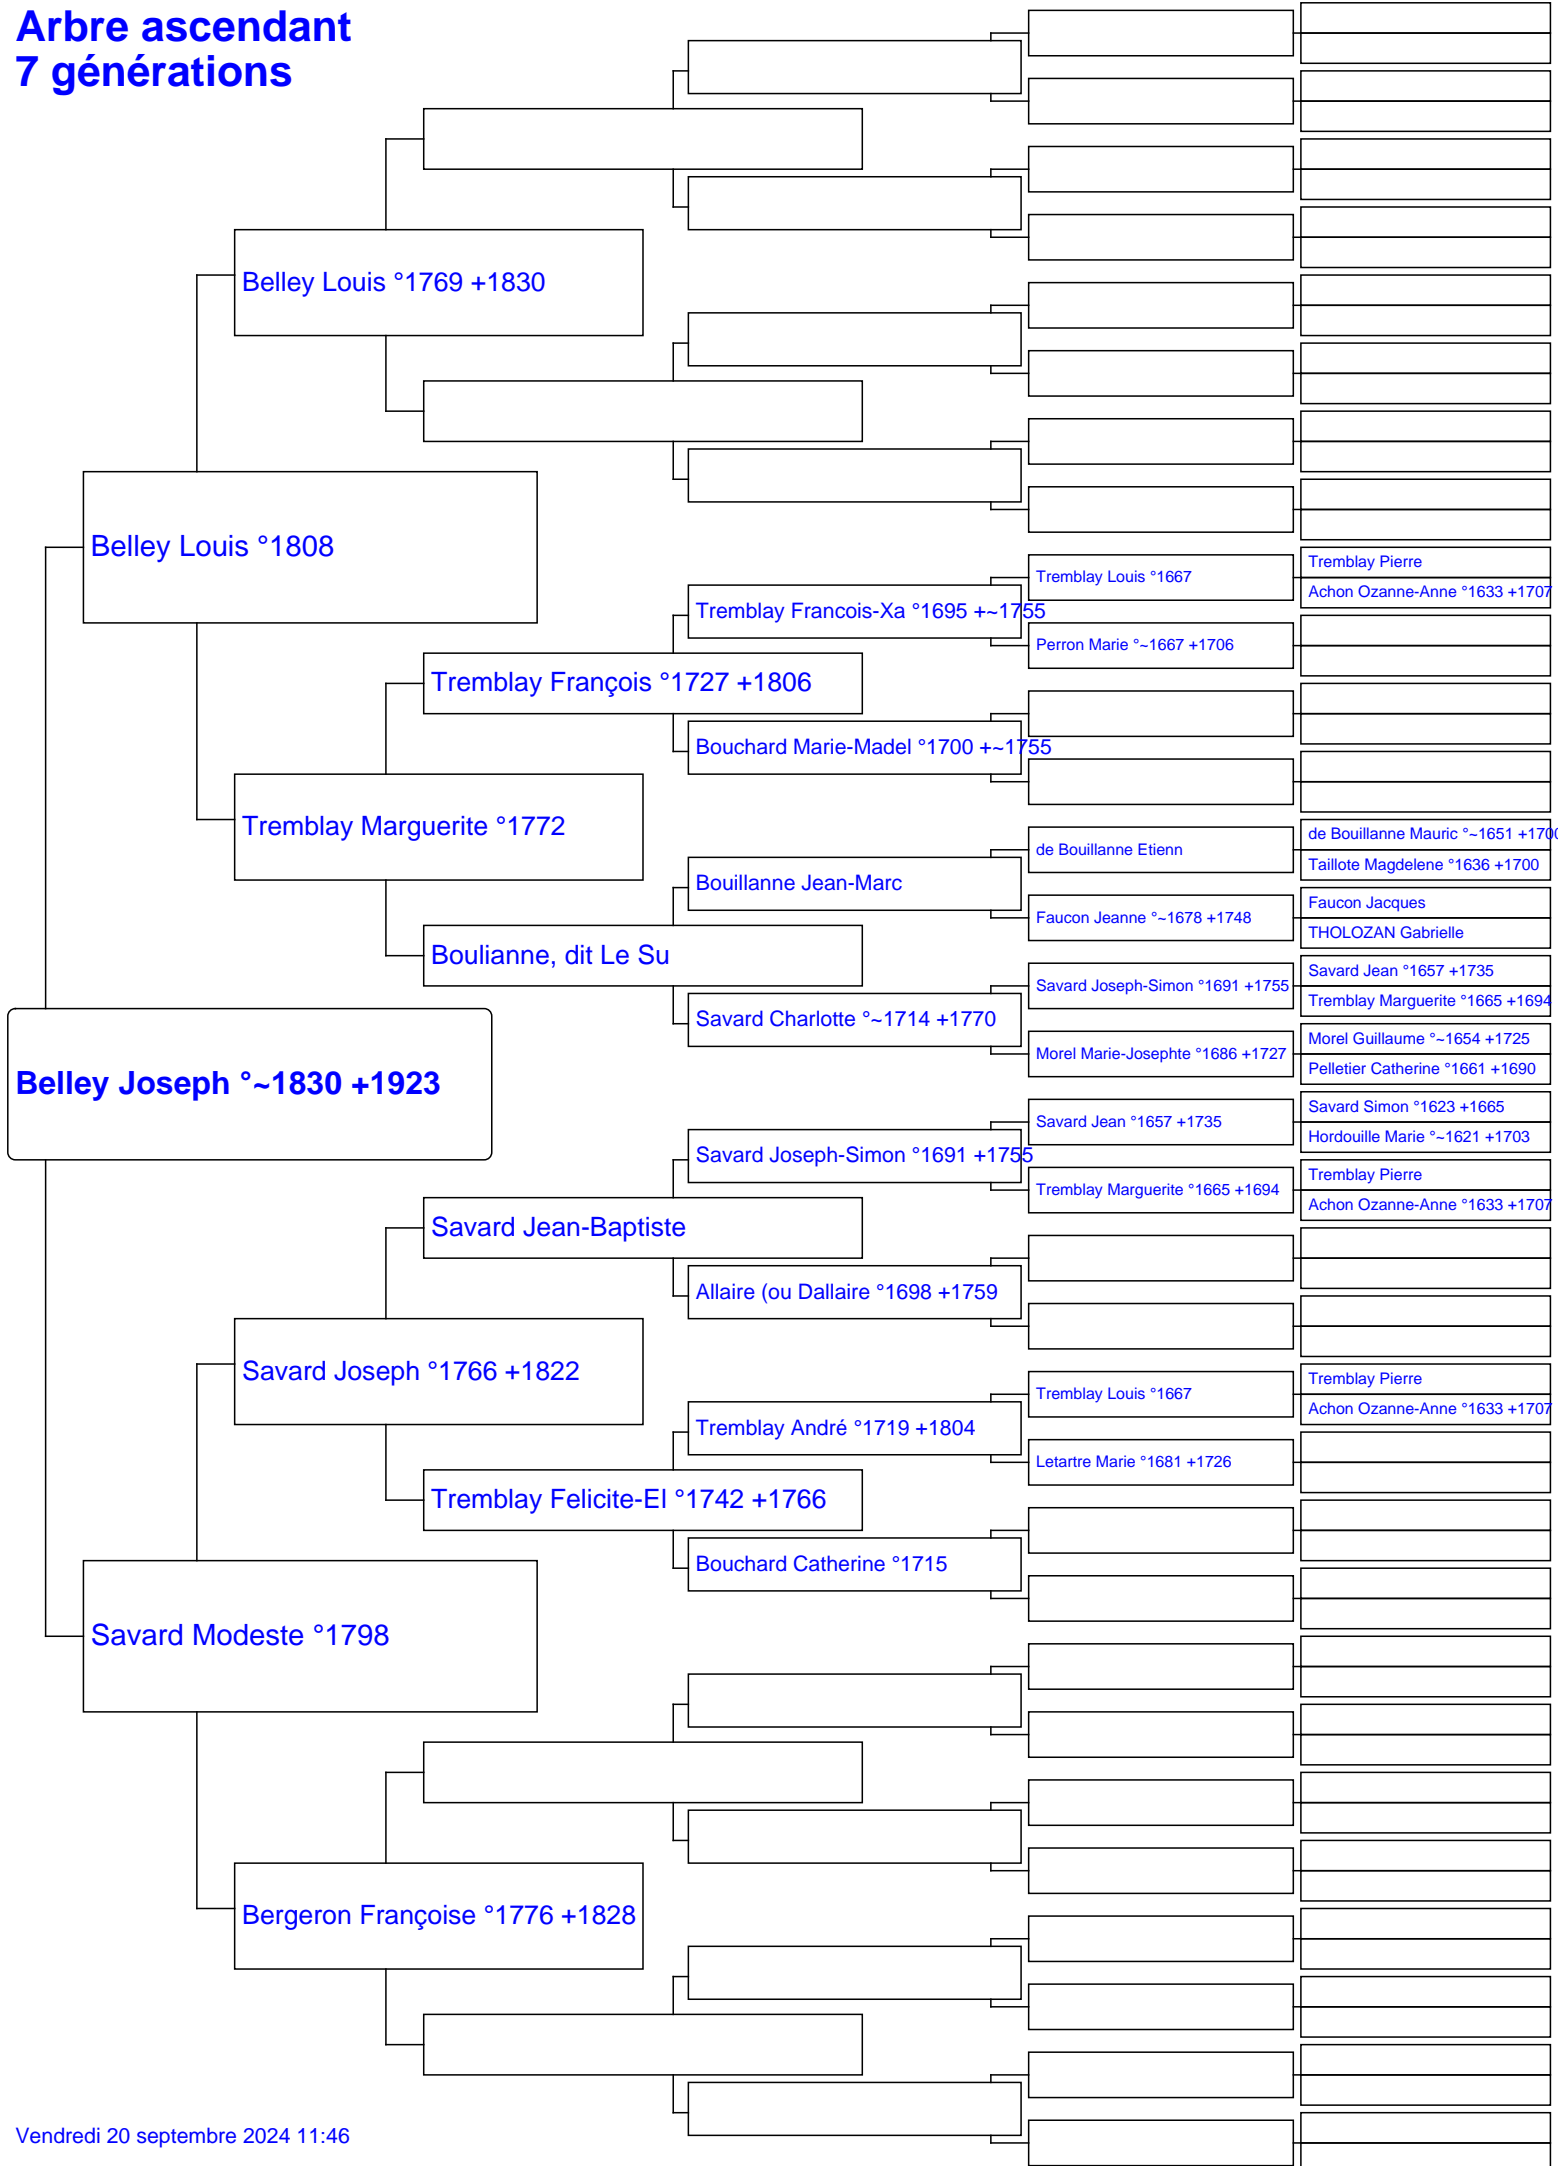 Arbre ascendant
7 générations
Belley Louis °1769 +1830
Belley Louis °1808
Tremblay Pierre
Tremblay Louis °1667
Achon Ozanne-Anne °1633 +1707
Tremblay Francois-Xa °1695 +~1755
Perron Marie °~1667 +1706
Tremblay François °1727 +1806
Bouchard Marie-Madel °1700 +~1755
Tremblay Marguerite °1772
de Bouillanne Mauric °~1651 +1700
de Bouillanne Etienn
Taillote Magdelene °1636 +1700
Bouillanne Jean-Marc
Faucon Jacques
Faucon Jeanne °~1678 +1748
THOLOZAN Gabrielle
Boulianne, dit Le Su
Savard Jean °1657 +1735
Savard Joseph-Simon °1691 +1755
Tremblay Marguerite °1665 +1694
Savard Charlotte °~1714 +1770
Morel Guillaume °~1654 +1725
Morel Marie-Josephte °1686 +1727
Pelletier Catherine °1661 +1690
Belley Joseph °~1830 +1923
Savard Simon °1623 +1665
Savard Jean °1657 +1735
Hordouille Marie °~1621 +1703
Savard Joseph-Simon °1691 +1755
Tremblay Pierre
Tremblay Marguerite °1665 +1694
Achon Ozanne-Anne °1633 +1707
Savard Jean-Baptiste
Allaire (ou Dallaire °1698 +1759
Savard Joseph °1766 +1822
Tremblay Pierre
Tremblay Louis °1667
Achon Ozanne-Anne °1633 +1707
Tremblay André °1719 +1804
Letartre Marie °1681 +1726
Tremblay Felicite-El °1742 +1766
Bouchard Catherine °1715
Savard Modeste °1798
Bergeron Françoise °1776 +1828
Vendredi 20 septembre 2024 11:46